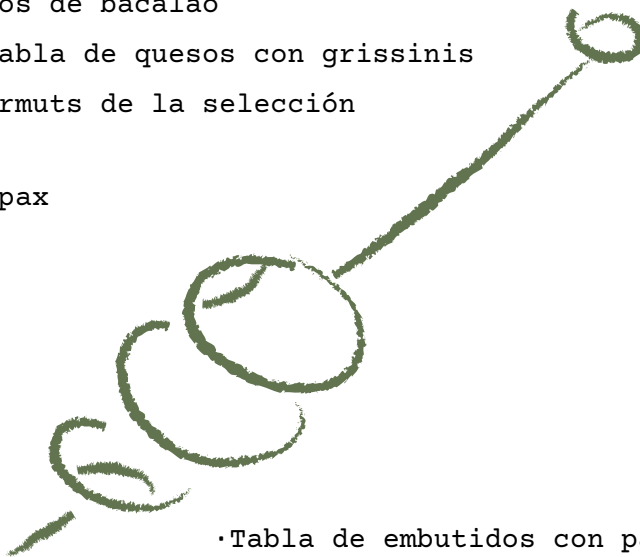 os de bacalao
abla de quesos con grissinis
rmuts de la selección
pax
·Tabla de embutidos con p